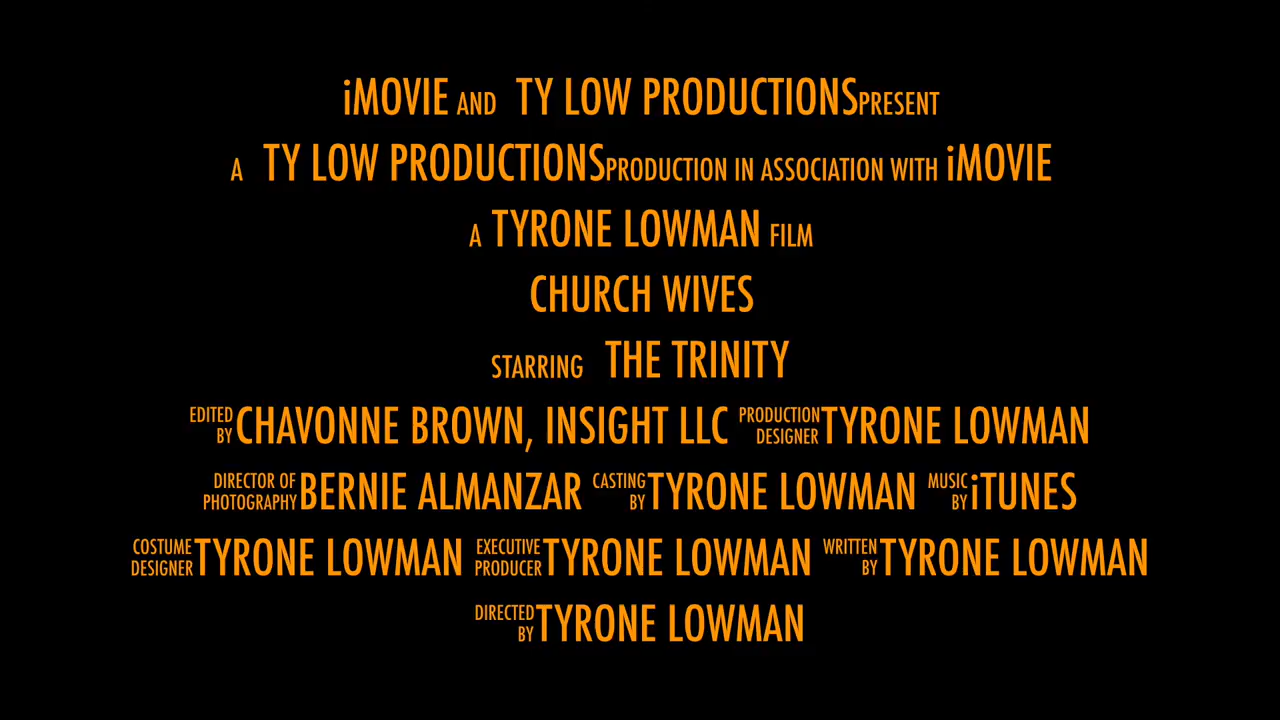 iMOVIE AND TY LOW PRODUCTIONS PRESENT
A TY LOW PRODUCTIONS PRODUCTION IN ASSOCIATION WITH iMOVIE
A TYRONE LOWMAN FILM
CHURCH WIVES
STARRING THE TRINITY
EDITED BY CHAVONNE BROWN, INSIGHT LLC PRODUCTION DESIGNER TYRONE LOWMAN
DIRECTOR OF PHOTOGRAPHY BERNIE ALMANZAR CASTING BY TYRONE LOWMAN MUSIC BY iTUNES
COSTUME DESIGNER TYRONE LOWMAN EXECUTIVE PRODUCER TYRONE LOWMAN WRITTEN BY TYRONE LOWMAN
DIRECTED BY TYRONE LOWMAN